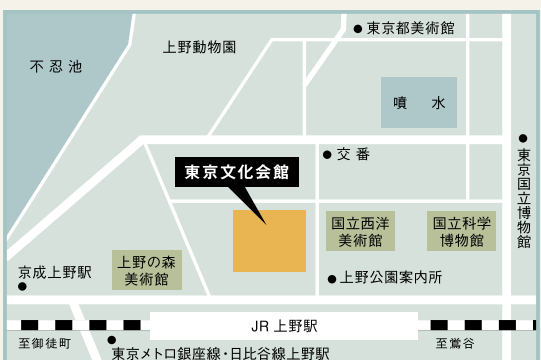 東京都美術館
上野動物園
不忍池
噴 水
交 番
東京国立博物館
東京文化会館
国立西洋
美術館
国立科学
博物館
上野の森
美術館
京成上野駅
上野公園案内所
JR 上野駅
至御徒町
至鶯谷
東京メトロ銀座線・日比谷線上野駅